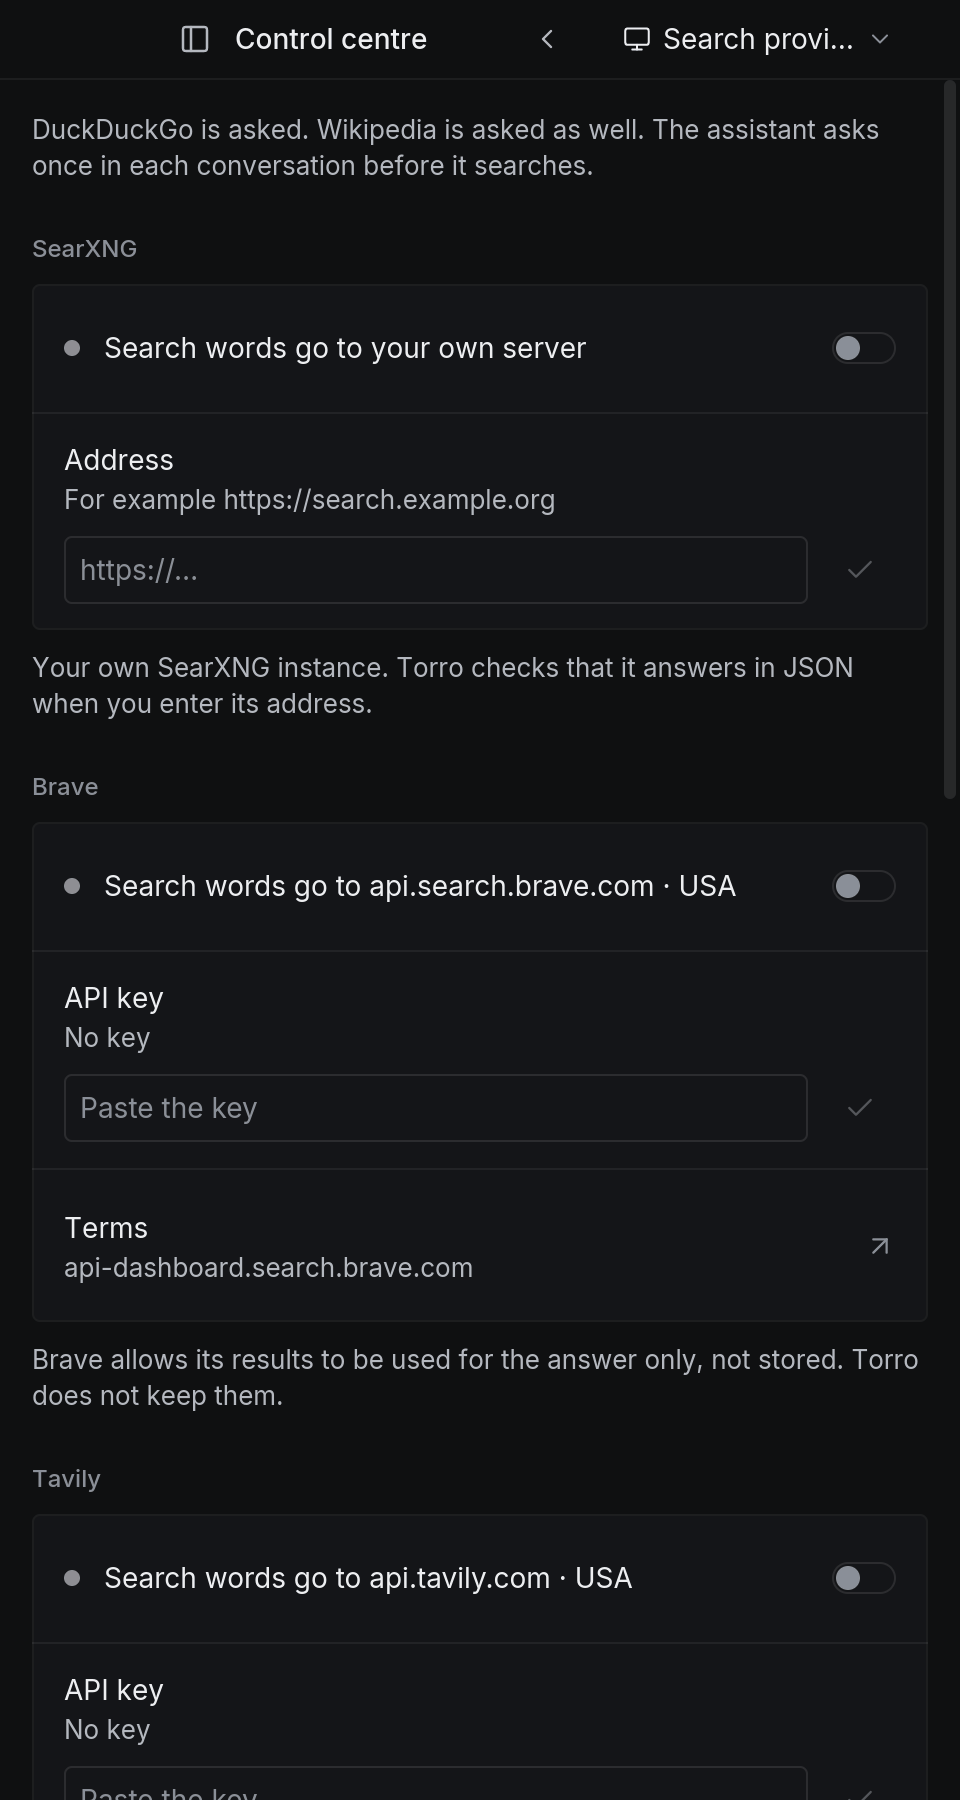 Control centre
Search provi...
DuckDuckGo is asked. Wikipedia is asked as well. The assistant asks
once in each conversation before it searches.
SearXNG
Search words go to your own server
Address
For example https://search.example.org
https://...
Your own SearXNG instance. Torro checks that it answers in JSON
when you enter its address.
Brave
Search words go to api.search.brave.com · USA
API key
No key
Paste the key
Terms
api-dashboard.search.brave.com
Brave allows its results to be used for the answer only, not stored. Torro
does not keep them.
Tavily
Search words go to api.tavily.com · USA
API key
No key
Paste the key